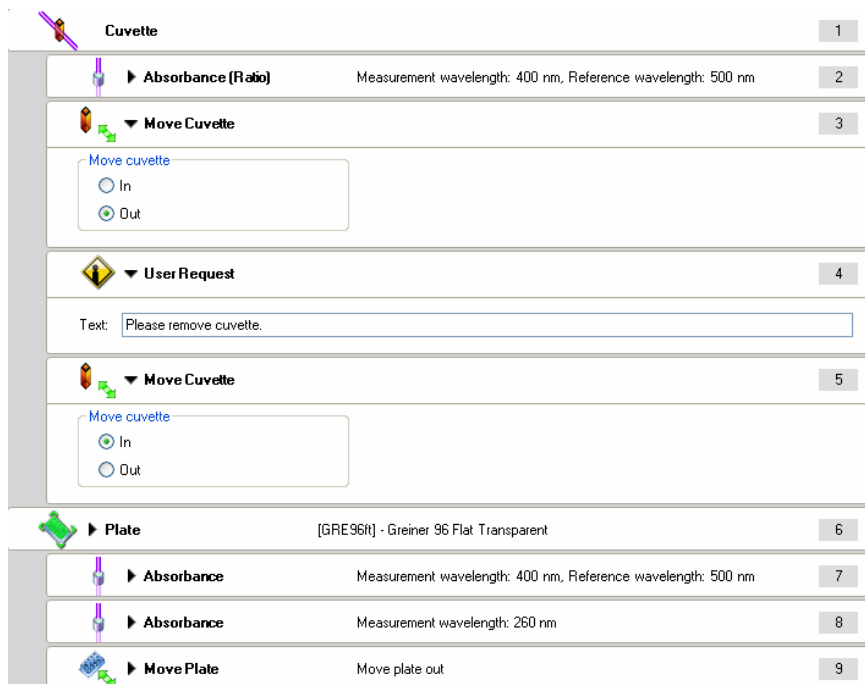 Cuvette 1
Absorbance (Ratio) Measurement wavelength: 400 nm, Reference wavelength: 500 nm 2
Move Cuvette 3
Move cuvette
In
Out
User Request 4
Text: Please remove cuvette.
Move Cuvette 5
Move cuvette
In
Out
Plate [GRE96ft] - Greiner 96 Flat Transparent 6
Absorbance Measurement wavelength: 400 nm, Reference wavelength: 500 nm 7
Absorbance Measurement wavelength: 260 nm 8
Move Plate Move plate out 9